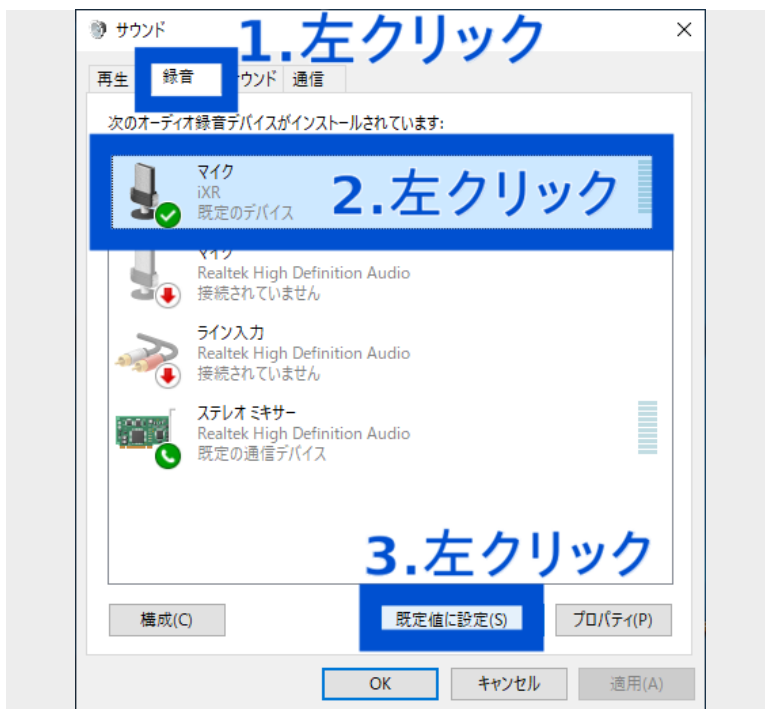 サウンド
1.左クリック
再生
録音
ウンド
通信
次のオーディオ録音デバイスがインストールされています:
マイク
iXR
既定のデバイス
2.左クリック
マイク
Realtek High Definition Audio
接続されていません
ライン入力
Realtek High Definition Audio
接続されていません
ステレオ ミキサー
Realtek High Definition Audio
既定の通信デバイス
3.左クリック
構成(C)
既定値に設定(S)
プロパティ(P)
OK
キャンセル
適用(A)